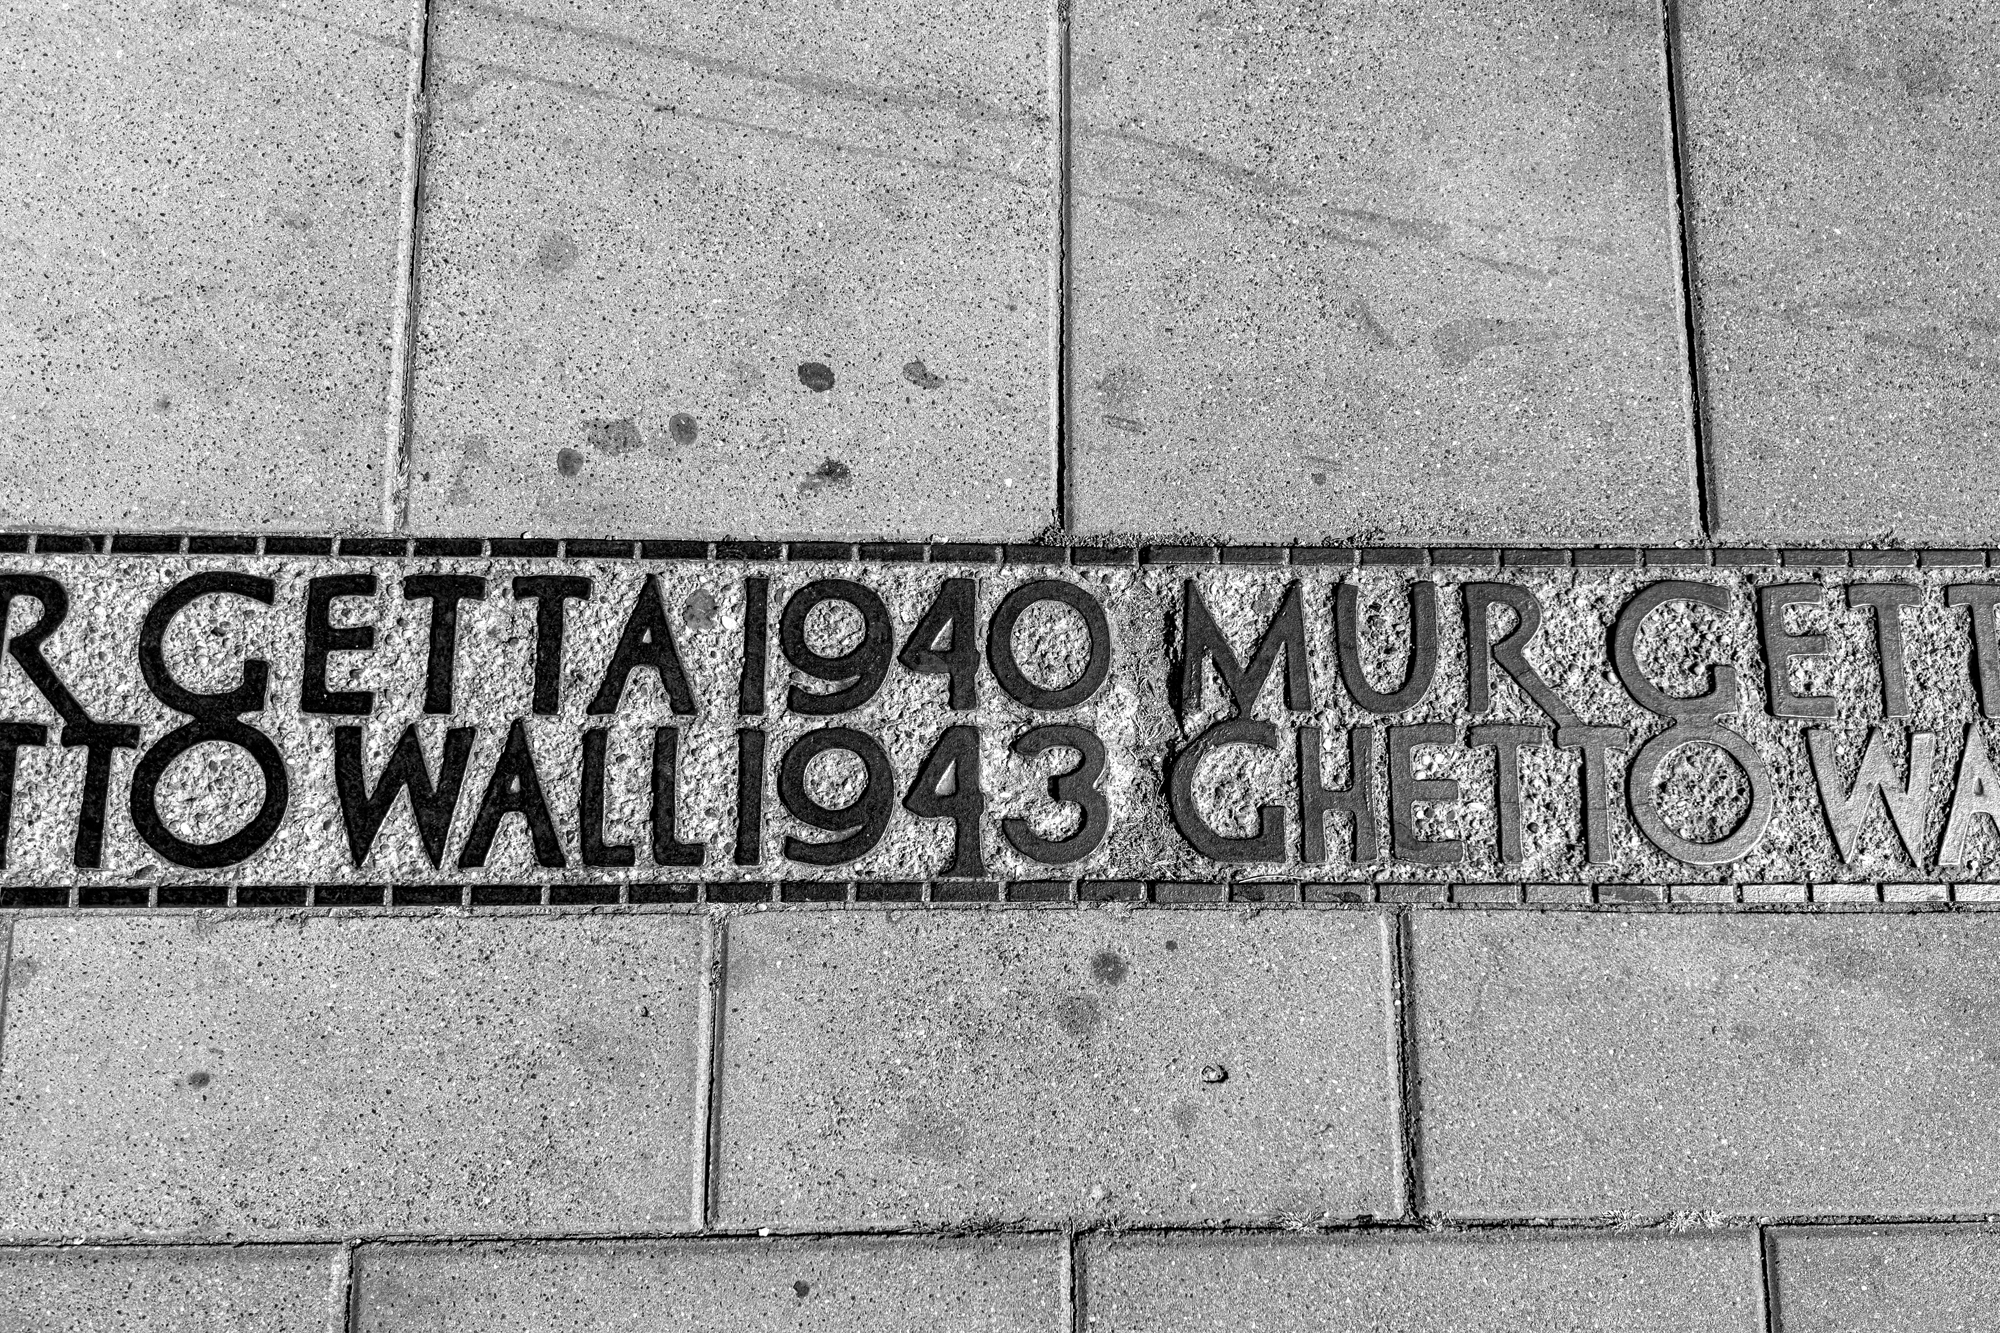 R GETTA 1940 MUR GETT
TTO WALL 1943 GHETTO WA